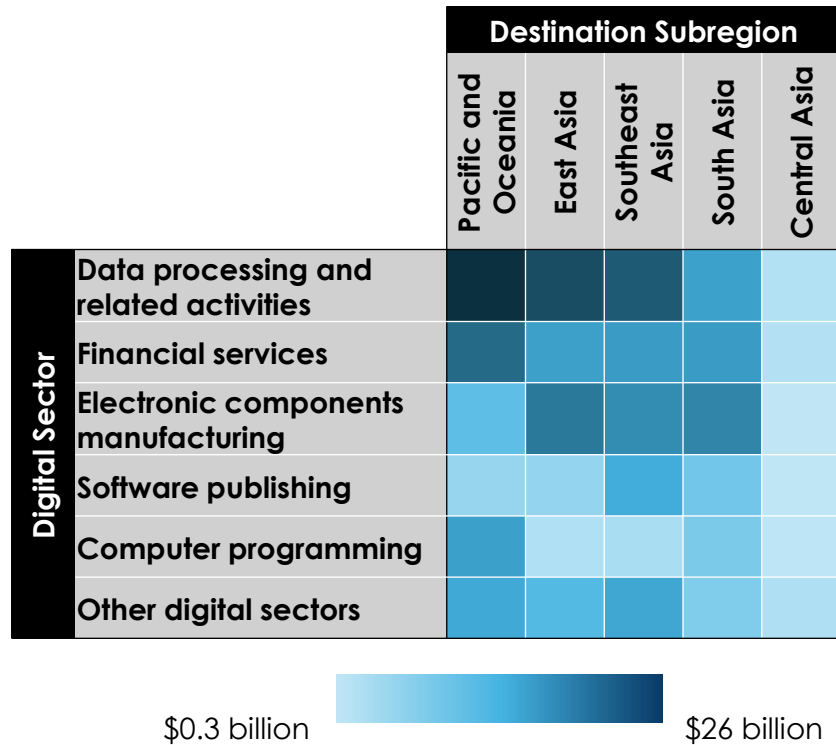 Destination Subregion
Pacific and
Oceania
East Asia
Southeast
Asia
South Asia
Central Asia
Digital Sector
Data processing and
related activities
Financial services
Electronic components
manufacturing
Software publishing
Computer programming
Other digital sectors
$0.3 billion
$26 billion